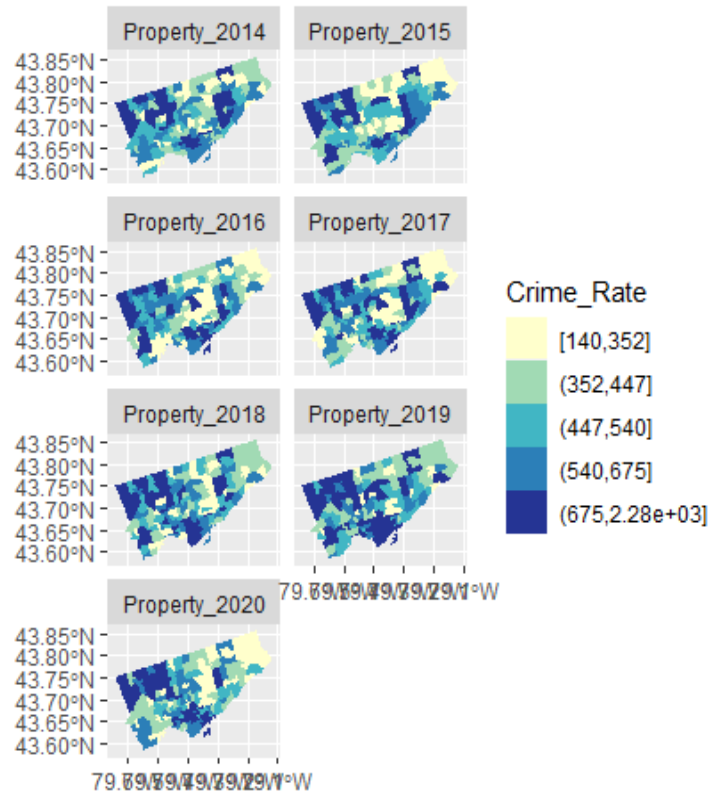 Property_2014
Property_2015
43.85°N
43.80°N
43.75°N
43.70°N
43.65°N
43.60°N
Property_2016
Property_2017
43.85°N
43.80°N
43.75°N
43.70°N
43.65°N
43.60°N
Property_2018
Property_2019
43.85°N
43.80°N
43.75°N
43.70°N
43.65°N
43.60°N
Property_2020
43.85°N
43.80°N
43.75°N
43.70°N
43.65°N
43.60°N
Crime_Rate
[140,352]
(352,447]
(447,540]
(540,675]
(675,2.28e+03]